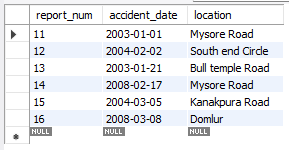 report_num accident_date location
11 2003-01-01 Mysore Road
12 2004-02-02 South end Circle
13 2003-01-21 Bull temple Road
14 2008-02-17 Mysore Road
15 2004-03-05 Kanakpura Road
16 2008-03-08 Domlur
NULL NULL NULL